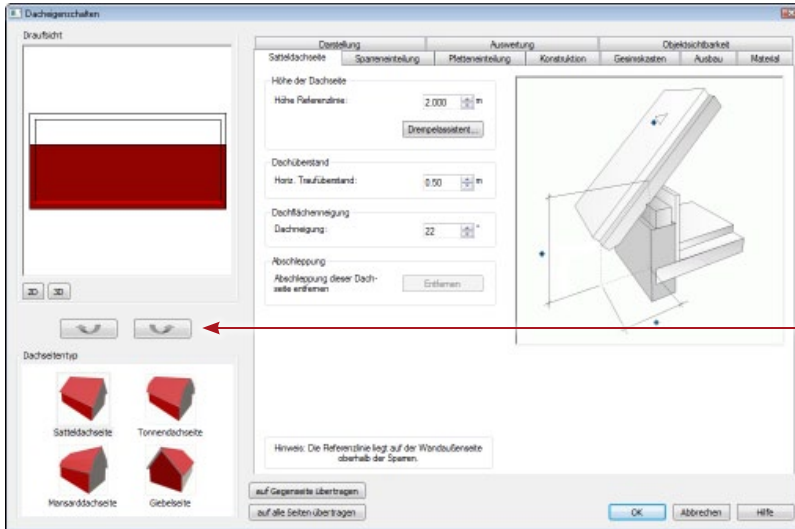 Dacheigenschaften
Draufsicht
2D
3D
Dachseitentyp
Satteldachseite
Tonnendachseite
Mansarddachseite
Giebelseite
Darstellung
Auswertung
Objektsichtbarkeit
Satteldachseite
Sparreneinteilung
Pfetteneinteilung
Konstruktion
Gesimskasten
Ausbau
Material
Höhe der Dachseite
Höhe Referenzlinie:
2.000
m
Drempelassistent...
Dachüberstand
Horiz. Traufüberstand:
0.50
m
Dachflächenneigung
Dachneigung:
22
°
Abschleppung
Abschleppung dieser Dach-
seite entfernen
Entfernen
Hinweis: Die Referenzlinie liegt auf der Wandaußenseite
oberhalb der Sparren.
auf Gegenseite übertragen
auf alle Seiten übertragen
OK
Abbrechen
Hilfe